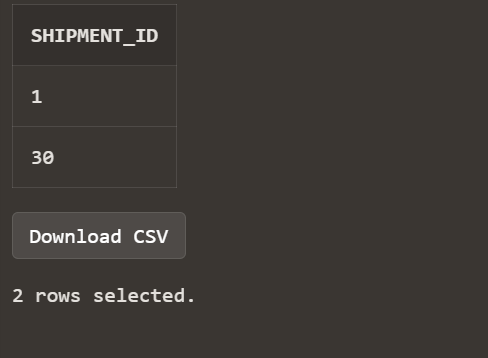 SHIPMENT_ID
1
30
Download CSV
2 rows selected.